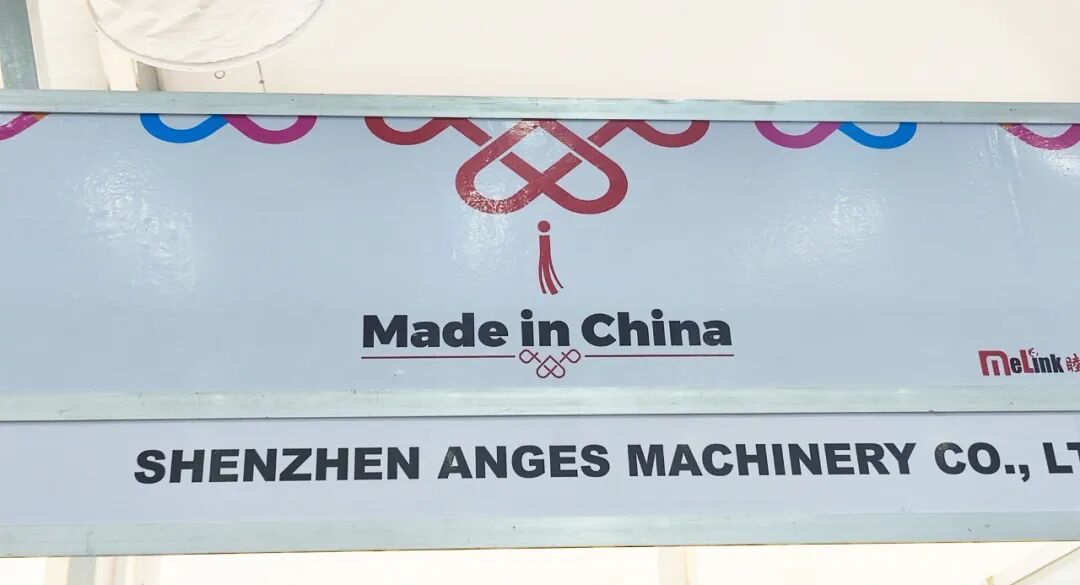 Made in China
MeLink
SHENZHEN ANGES MACHINERY CO., LT